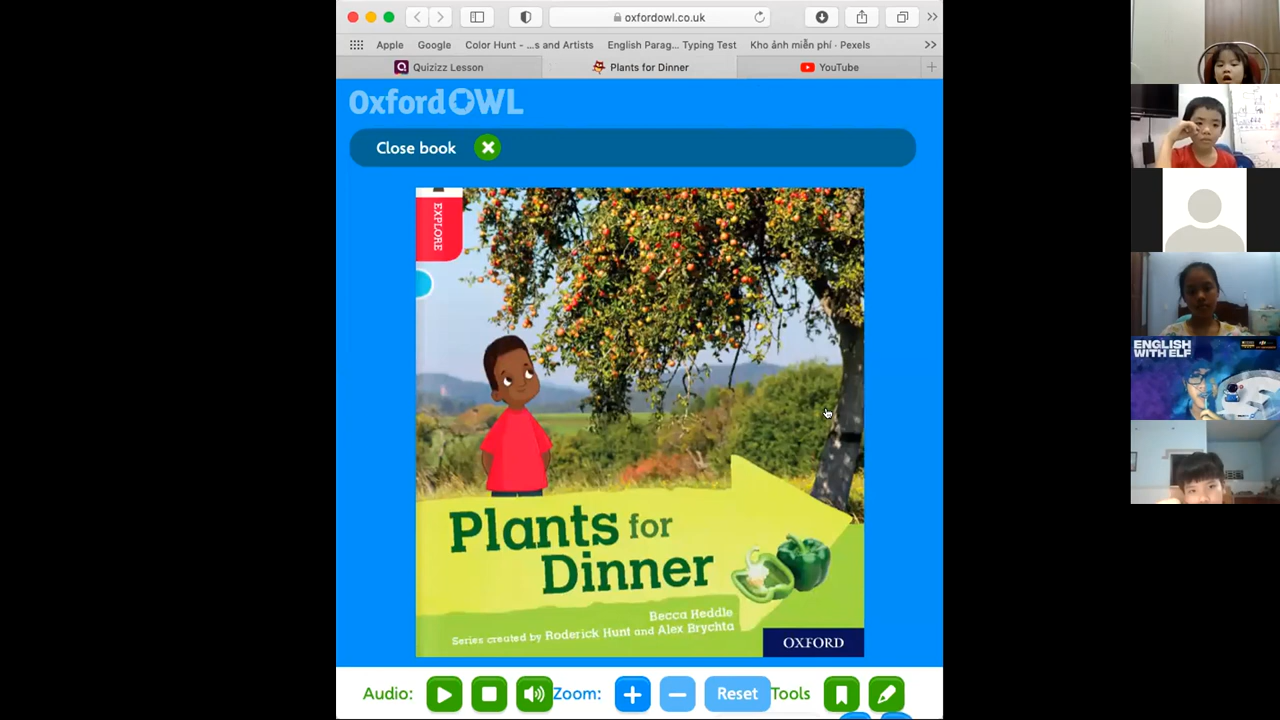 oxfordowl.co.uk
Apple Google Color Hunt - ...s and Artists English Parag... Typing Test Kho ảnh miễn phí · Pexels
Quizizz Lesson Plants for Dinner YouTube
Oxford OWL
Close book
EXPLORE
Plants for
Dinner
Becca Heddle
Series created by Roderick Hunt and Alex Brychta
OXFORD
Audio: Zoom: Reset Tools
ENGLISH
WITH ELF